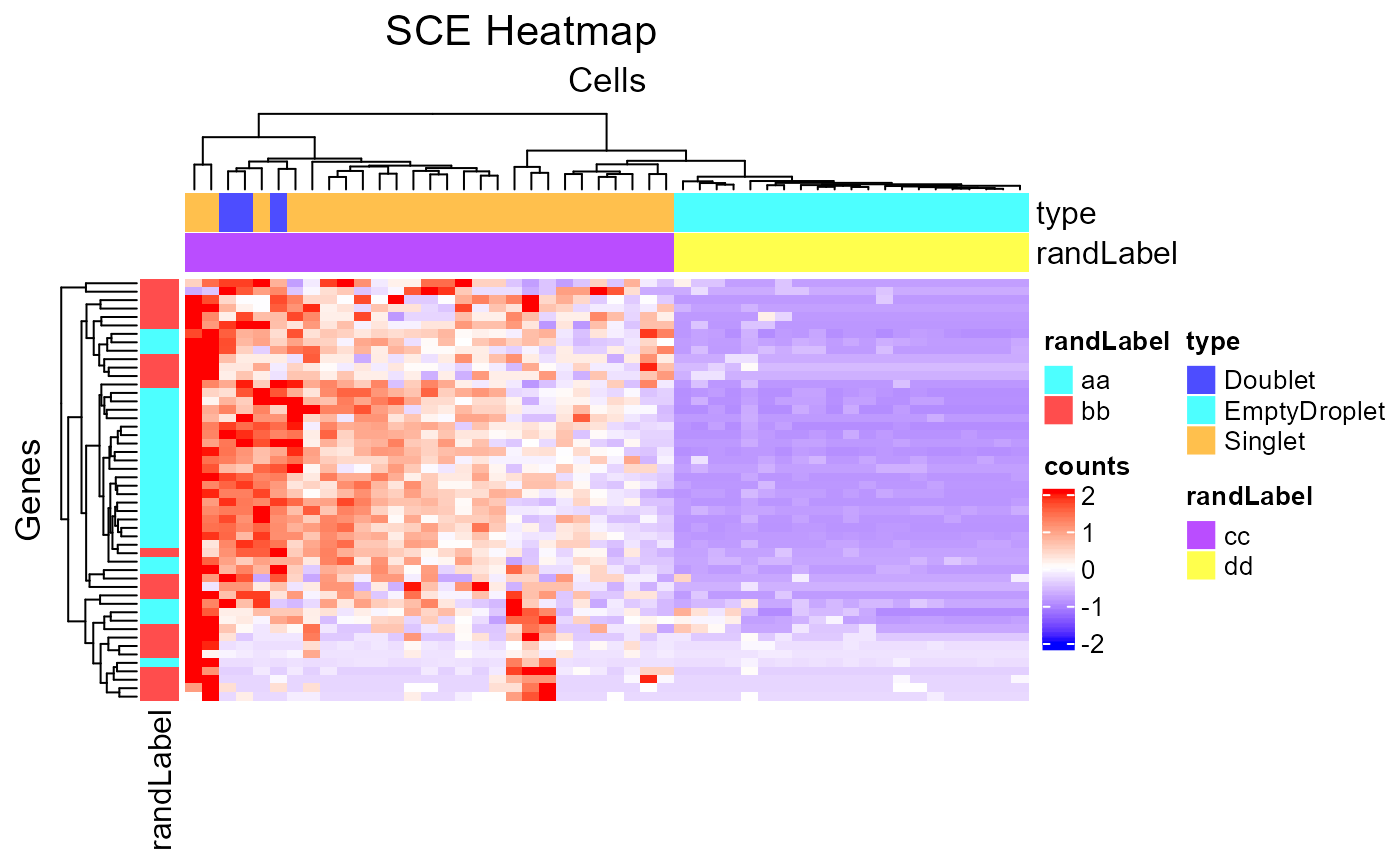 SCE Heatmap
Cells
type
randLabel
Genes
randLabel
randLabel
aa
bb
counts
2
1
0
-1
-2
type
Doublet
EmptyDroplet
Singlet
randLabel
cc
dd